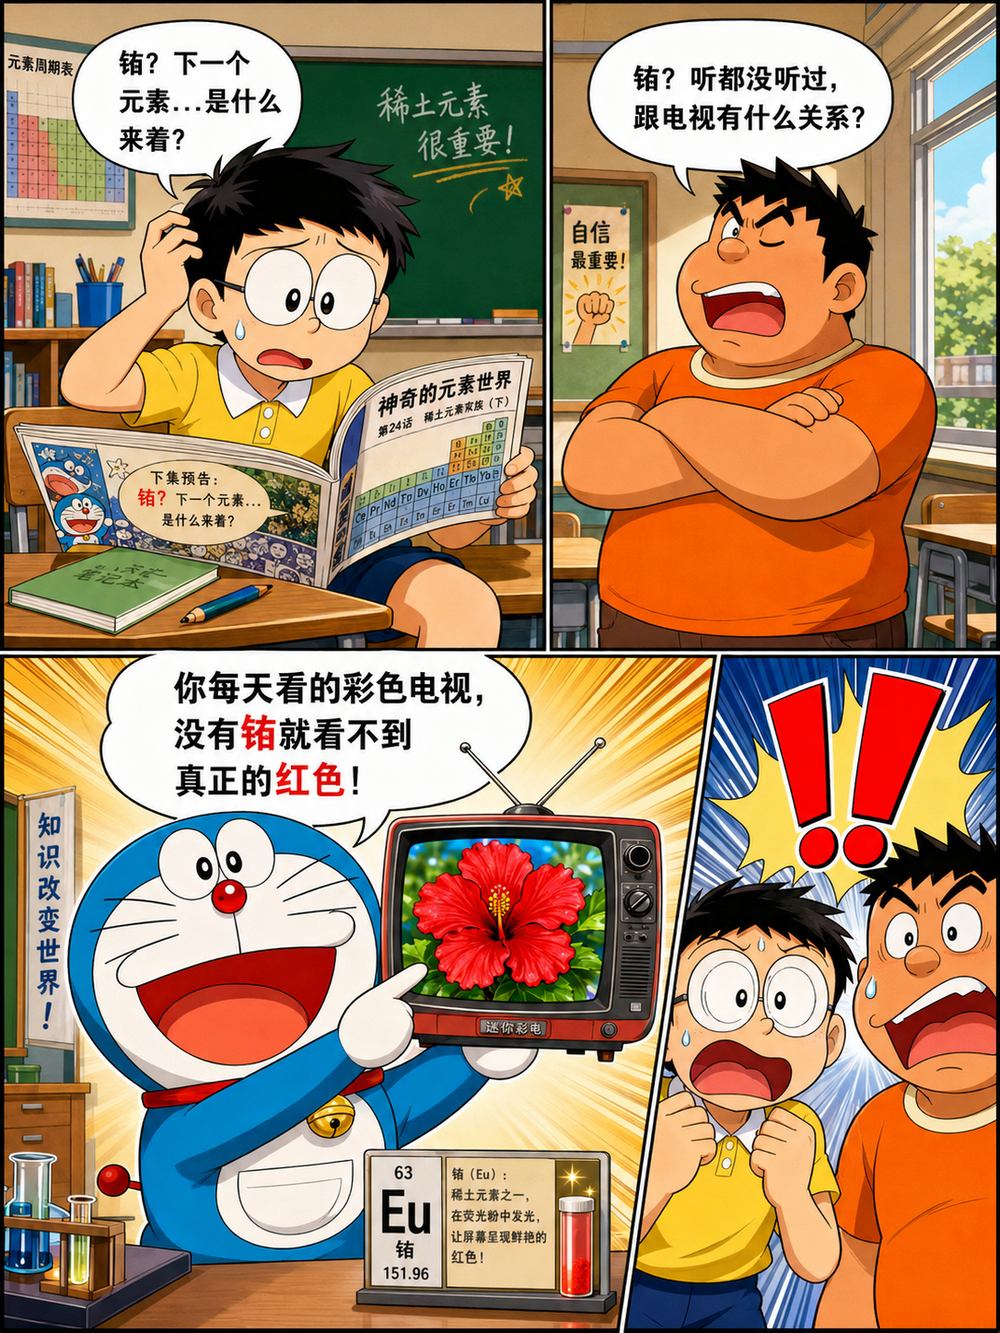 元素周期表
铕？下一个
元素...是什么
来着？
稀土元素
很重要！
神奇的元素世界
第24话 稀土元素家族（下）
Ce Pr Nd Ho Er Tb Yb
下集预告：
铕？下一个元素...
是什么来着？
笔记本
铕？听都没听过，
跟电视有什么关系？
自信
最重要！
你每天看的彩色电视，
没有铕就看不到
真正的红色！
知识改变世界！
迷你彩电
63
Eu
铕
151.96
铕（Eu）：
稀土元素之一，
在荧光粉中发光，
让屏幕呈现鲜艳的
红色！
!!